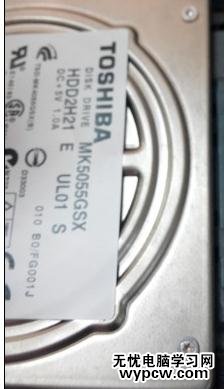 TOSHIBA
DISK DRIVE MK5055GSX
HDD2H21 E UL01 S
DC+5V 1.0A
010 B0/FG001J
D33003
无忧电脑学习网
wypcw.com